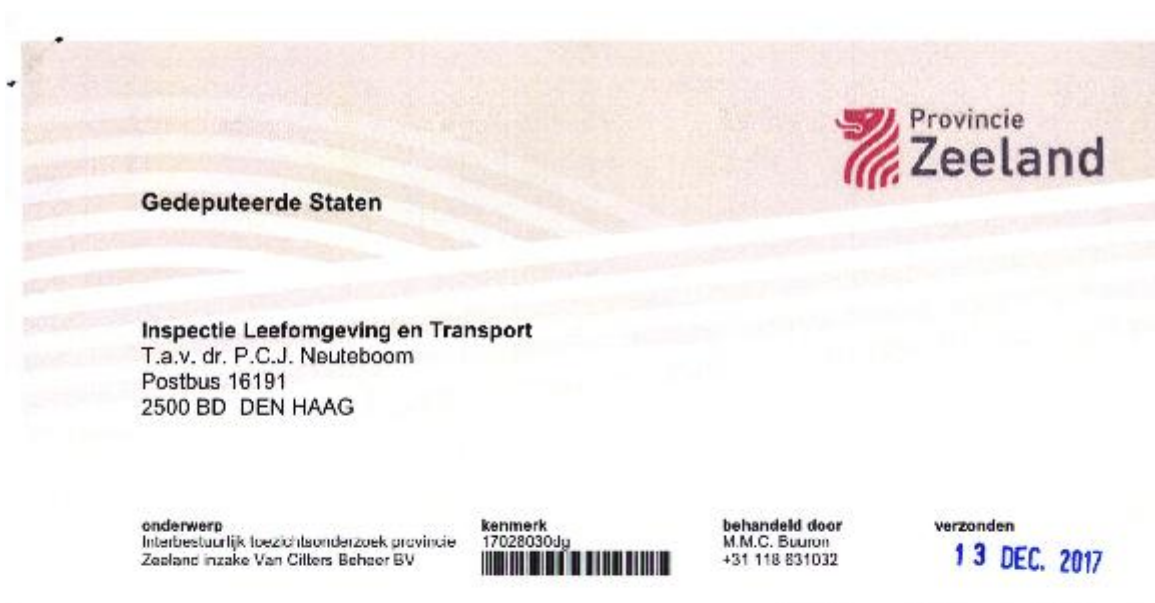 Provincie
Zeeland
Gedeputeerde Staten
Inspectie Leefomgeving en Transport
T.a.v. dr. P.C.J. Neuteboom
Postbus 16191
2500 BD DEN HAAG
onderwerp
Interbestuurlijk toezichtsonderzoek provincie
Zeeland inzake Van Citters Beheer BV
kenmerk
17028030dg
behandeld door
M.M.C. Buuron
+31 118 631032
verzonden
13 DEC. 2017